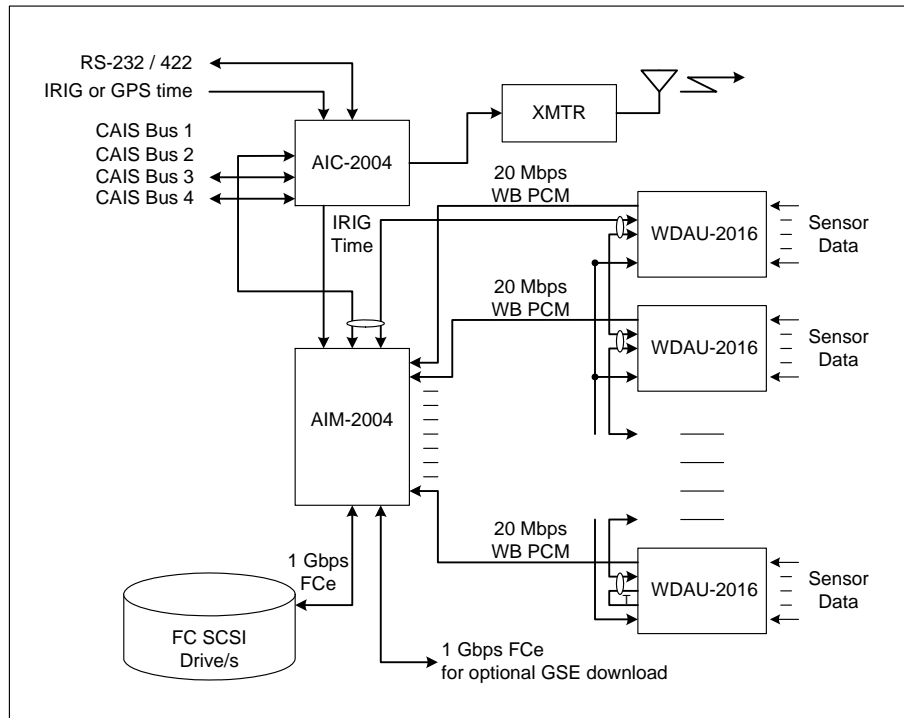 RS-232 / 422
IRIG or GPS time
CAIS Bus 1
CAIS Bus 2
CAIS Bus 3
CAIS Bus 4
AIC-2004
XMTR
IRIG
Time
20 Mbps
WB PCM
WDAU-2016
Sensor
Data
20 Mbps
WB PCM
WDAU-2016
Sensor
Data
AIM-2004
20 Mbps
WB PCM
WDAU-2016
T
Sensor
Data
1 Gbps
FCe
FC SCSI
Drive/s
1 Gbps FCe
for optional GSE download